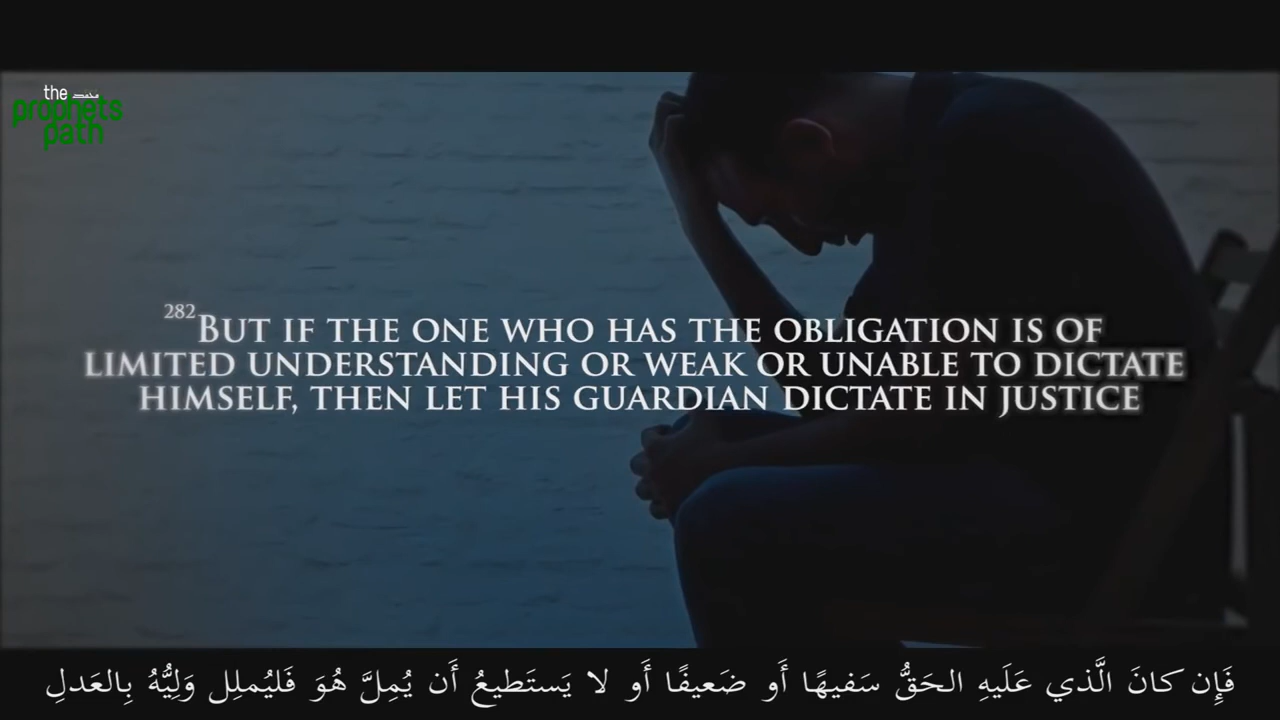 the محمد
prophets
path
282BUT IF THE ONE WHO HAS THE OBLIGATION IS OF
LIMITED UNDERSTANDING OR WEAK OR UNABLE TO DICTATE
HIMSELF, THEN LET HIS GUARDIAN DICTATE IN JUSTICE
فَإِن كانَ الَّذي عَلَيهِ الحَقُّ سَفيهًا أَو ضَعيفًا أَو لا يَستَطيعُ أَن يُمِلَّ هُوَ فَليُملِل وَلِيُّهُ بِالعَدلِ